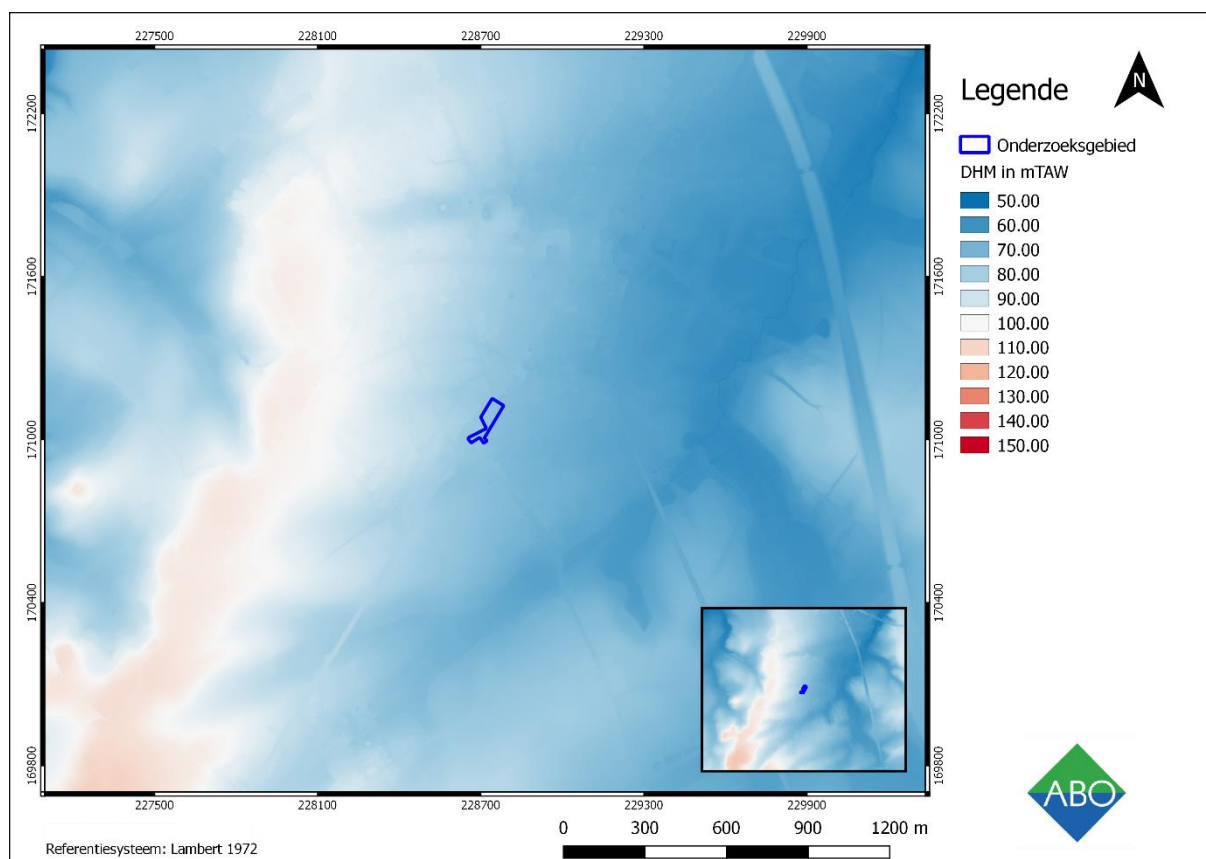 227500 228100 228700 229300 229900
172200 172200
171600 171600
171000 171000
170400 170400
169800 169800
227500 228100 228700 229300 229900
Legende
N
Onderzoeksgebied
DHM in mTAW
50.00
60.00
70.00
80.00
90.00
100.00
110.00
120.00
130.00
140.00
150.00
ABO
0 300 600 900 1200 m
Referentiesysteem: Lambert 1972